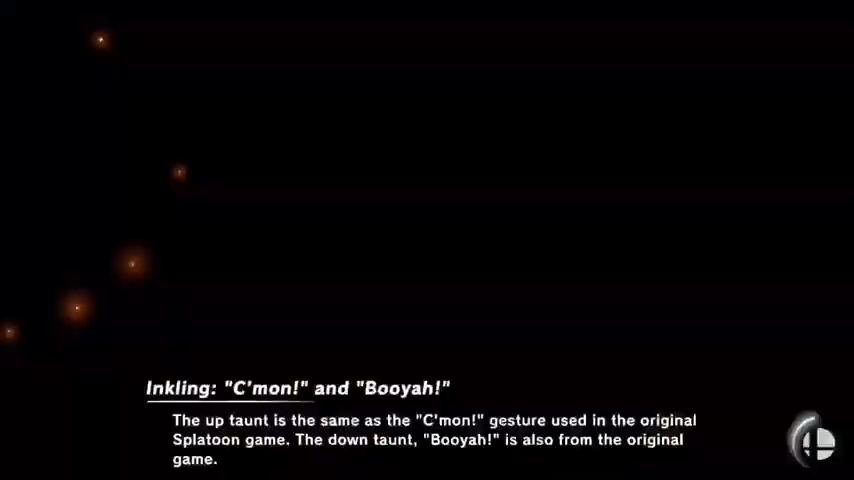 Inkling: "C'mon!" and "Booyah!"
The up taunt is the same as the "C'mon!" gesture used in the original
Splatoon game. The down taunt, "Booyah!" is also from the original
game.